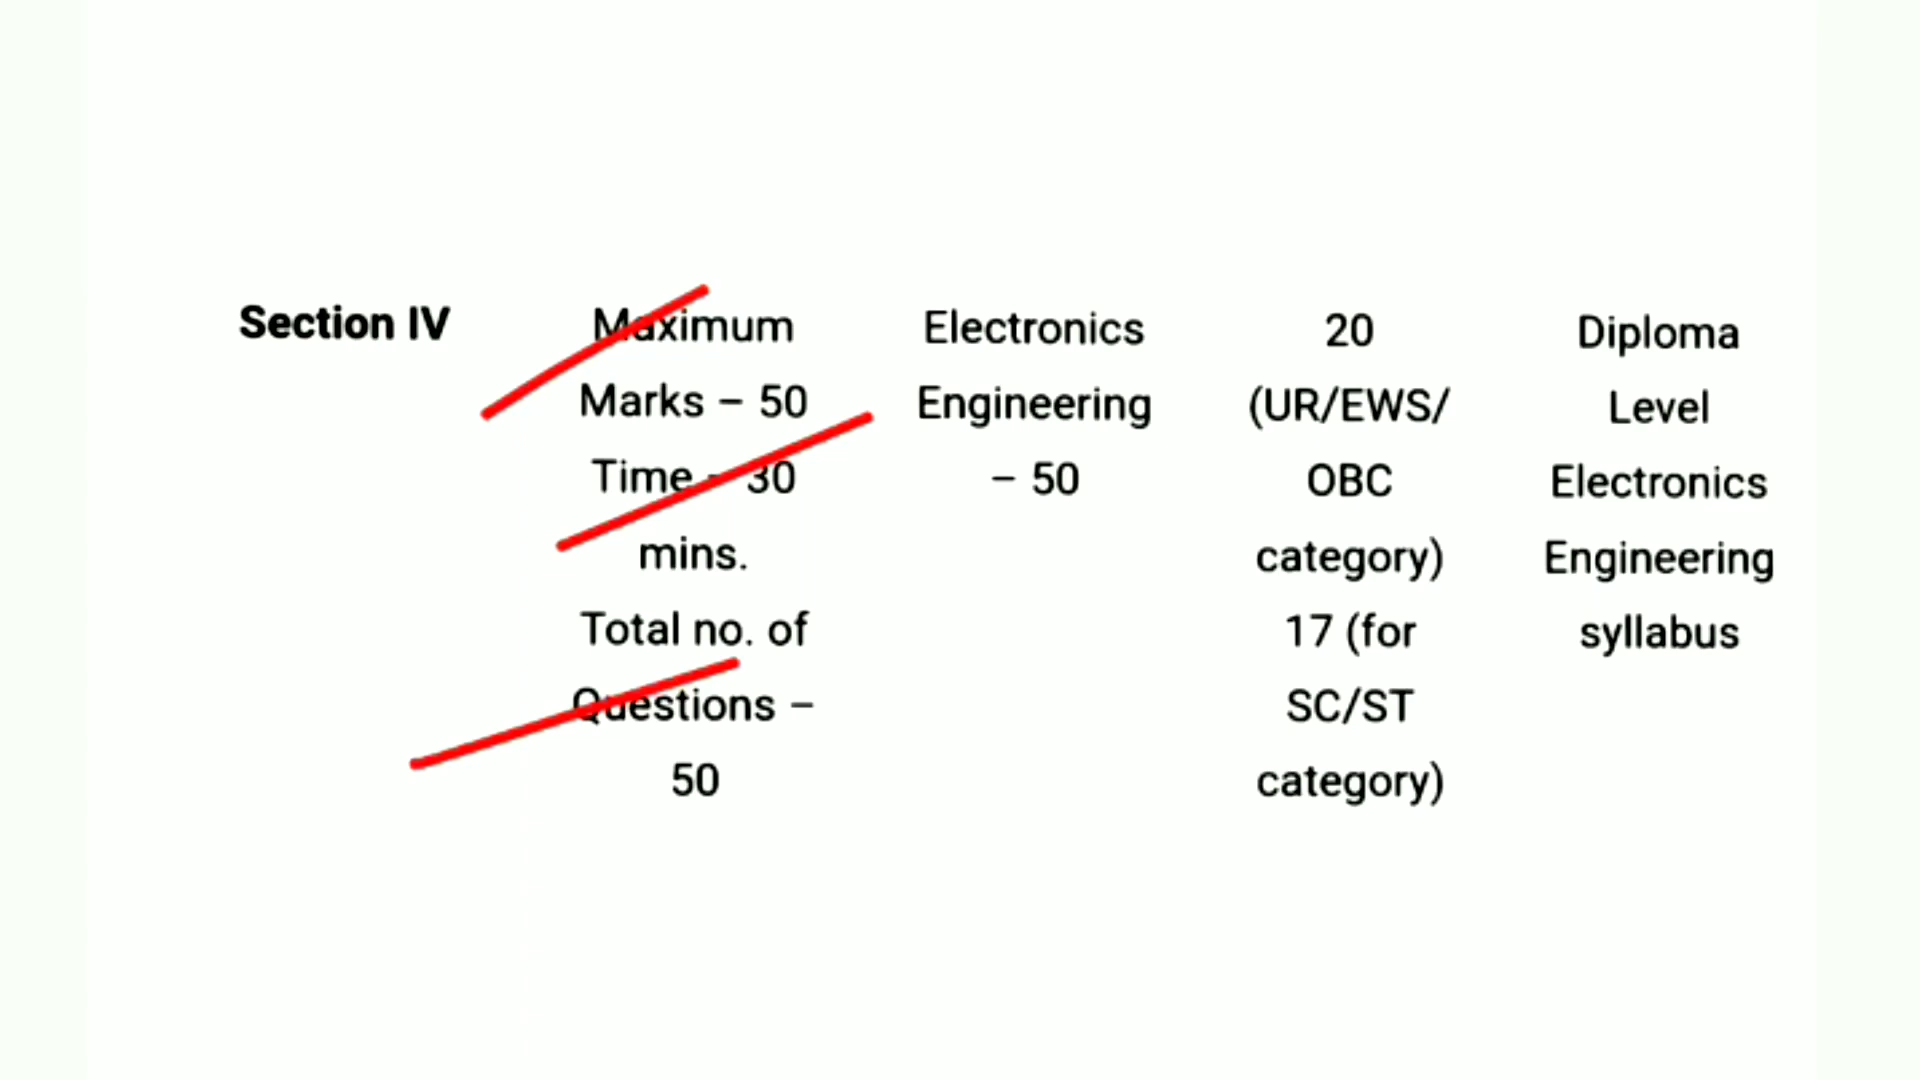 Section IV
Maximum
Marks – 50
Time – 30
mins.
Total no. of
Questions –
50
Electronics
Engineering
– 50
20
(UR/EWS/
OBC
category)
17 (for
SC/ST
category)
Diploma
Level
Electronics
Engineering
syllabus